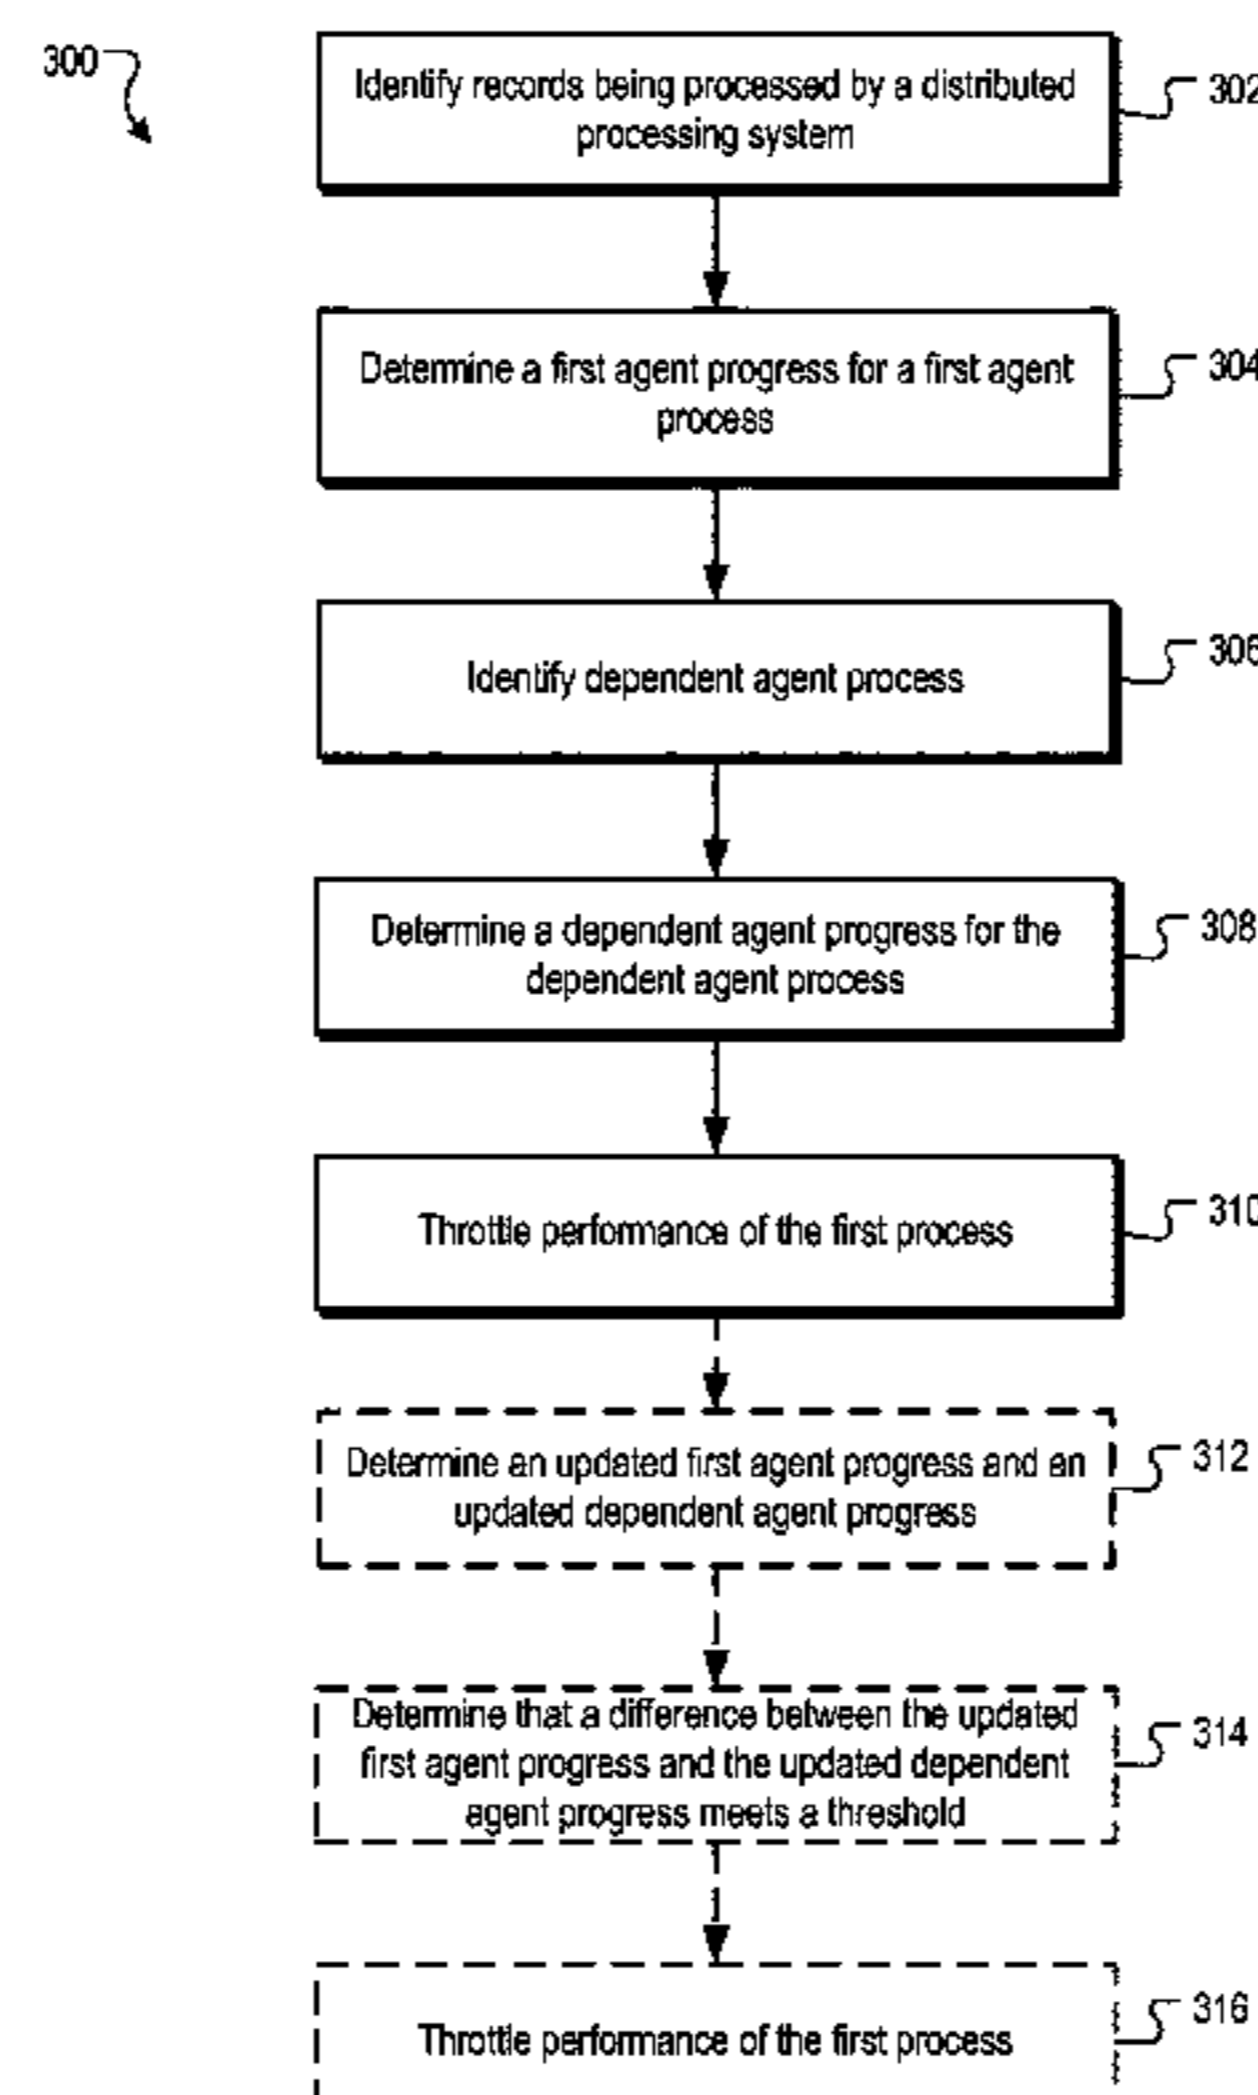 300
Identify records being processed by a distributed
processing system
302
Determine a first agent progress for a first agent
process
304
Identify dependent agent process
306
Determine a dependent agent progress for the
dependent agent process
308
Throttle performance of the first process
310
Determine an updated first agent progress and an
updated dependent agent progress
312
Determine that a difference between the updated
first agent progress and the updated dependent
agent progress meets a threshold
314
Throttle performance of the first process
316